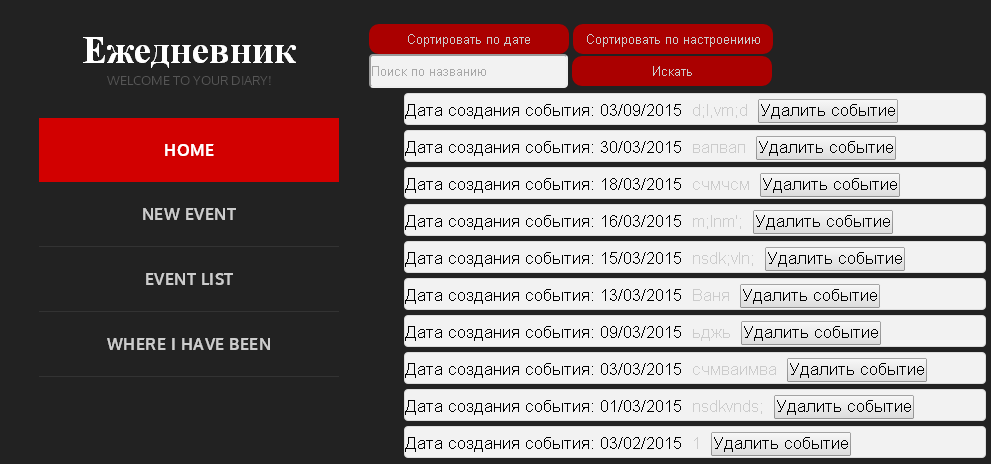 Ежедневник
WELCOME TO YOUR DIARY!
HOME
NEW EVENT
EVENT LIST
WHERE I HAVE BEEN
Сортировать по дате Сортировать по настроениию
Поиск по названию Искать
Дата создания события: 03/09/2015 d;l,vm;d Удалить событие
Дата создания события: 30/03/2015 вапвап Удалить событие
Дата создания события: 18/03/2015 счмчсм Удалить событие
Дата создания события: 16/03/2015 m;lnm'; Удалить событие
Дата создания события: 15/03/2015 nsdk;vln; Удалить событие
Дата создания события: 13/03/2015 Ваня Удалить событие
Дата создания события: 09/03/2015 ьджь Удалить событие
Дата создания события: 03/03/2015 счмваимва Удалить событие
Дата создания события: 01/03/2015 nsdkvnds; Удалить событие
Дата создания события: 03/02/2015 1 Удалить событие